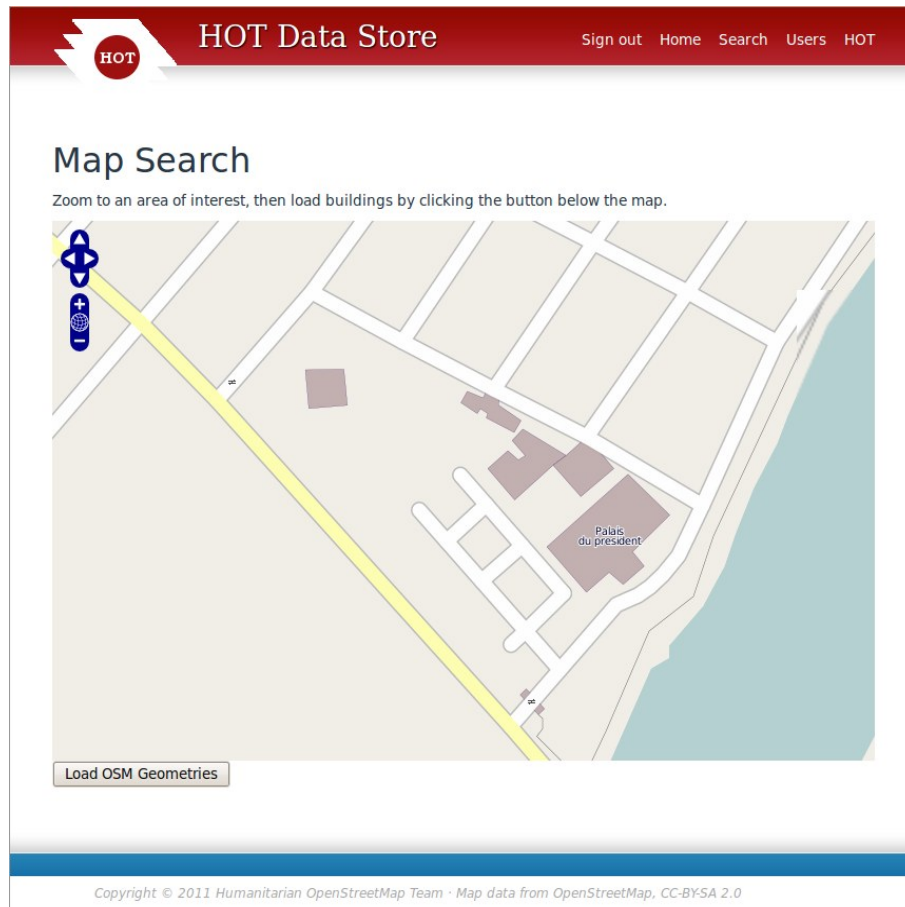 HOT
HOT Data Store
Sign out Home Search Users HOT
Map Search
Zoom to an area of interest, then load buildings by clicking the button below the map.
Palais
du président
Load OSM Geometries
Copyright © 2011 Humanitarian OpenStreetMap Team · Map data from OpenStreetMap, CC-BY-SA 2.0